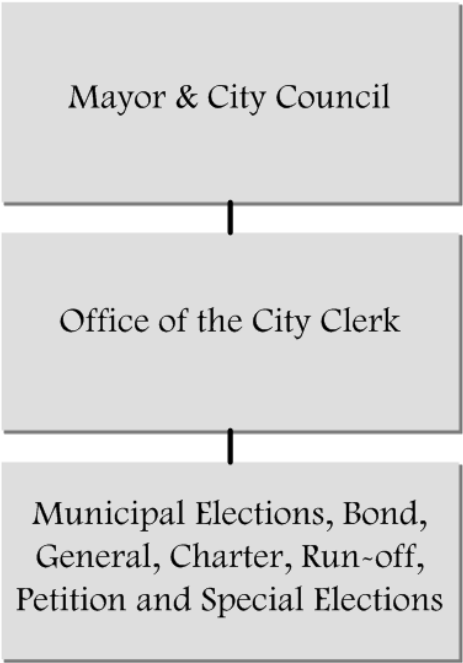 Mayor & City Council
Office of the City Clerk
Municipal Elections, Bond,
General, Charter, Run-off,
Petition and Special Elections